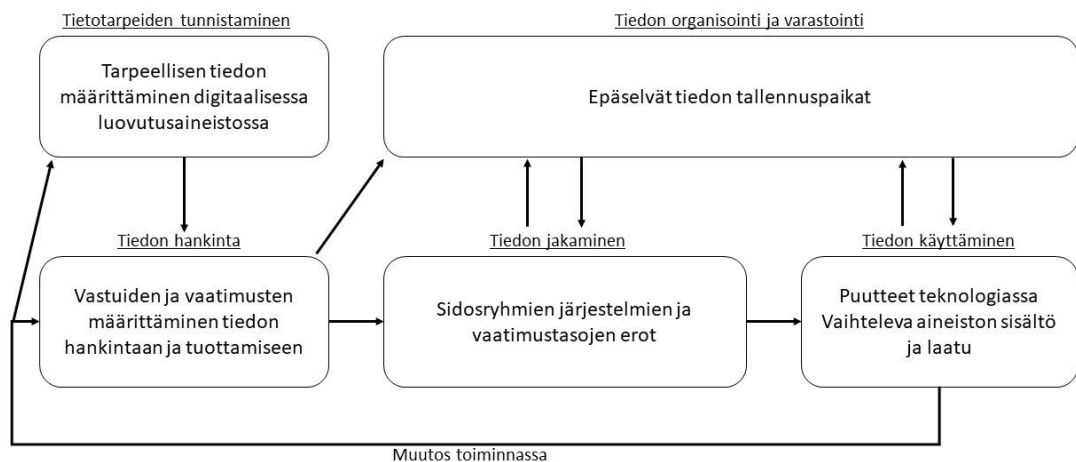 Tietotarpeiden tunnistaminen
Tarpeellisen tiedon
määrittäminen digitaalisessa
luovutusaineistossa
Tiedon organisointi ja varastointi
Epäselvät tiedon tallennuspaikat
Tiedon hankinta
Vastuiden ja vaatimusten
määrittäminen tiedon
hankintaan ja tuottamiseen
Tiedon jakaminen
Sidosryhmien järjestelmien ja
vaatimustasojen erot
Tiedon käyttäminen
Puutteet teknologiassa
Vaihteleva aineiston sisältö
ja laatu
Muutos toiminnassa